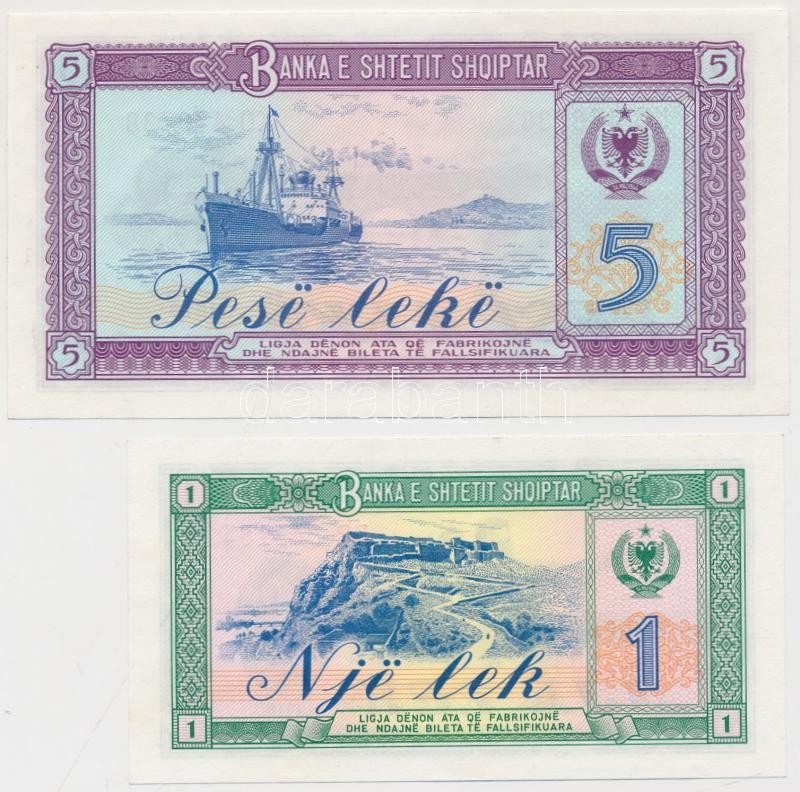 5 BANKA E SHTETIT SHQIPTAR 5
5
Pesë lekë
5 LIGJA DËNON ATA QË FABRIKOJNË 5
DHE NDAJNË BILETA TË FALLSIFIKUARA
darabanth
1 BANKA E SHTETIT SHQIPTAR 1
1
Një lek
1 LIGJA DËNON ATA QË FABRIKOJNË 1
DHE NDAJNË BILETA TË FALLSIFIKUARA